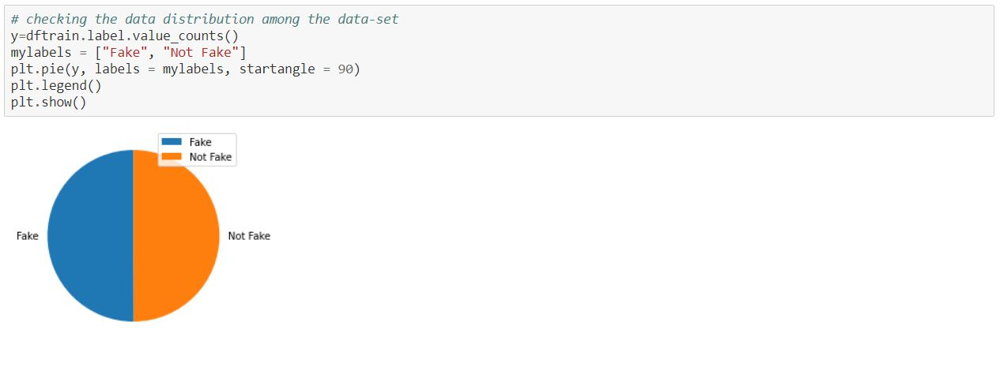 # checking the data distribution among the data-set
y=dftrain.label.value_counts()
mylabels = ["Fake", "Not Fake"]
plt.pie(y, labels = mylabels, startangle = 90)
plt.legend()
plt.show()
Fake
Not Fake
Fake
Not Fake